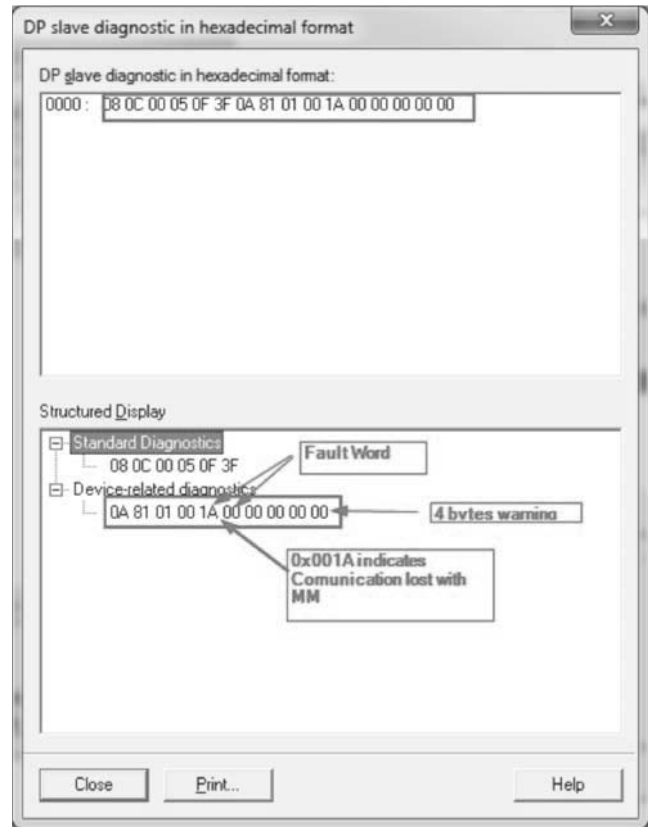 DP slave diagnostic in hexadecimal format
DP slave diagnostic in hexadecimal format:
0000 : 08 0C 00 05 0F 3F 0A 81 01 00 1A 00 00 00 00 00
Structured Display
Standard Diagnostics
08 0C 00 05 0F 3F
Fault Word
Device-related diagnostics
0A 81 01 00 1A 00 00 00 00 00
4 bytes warning
0x001A indicates
Comunication lost with
MM
Close
Print...
Help